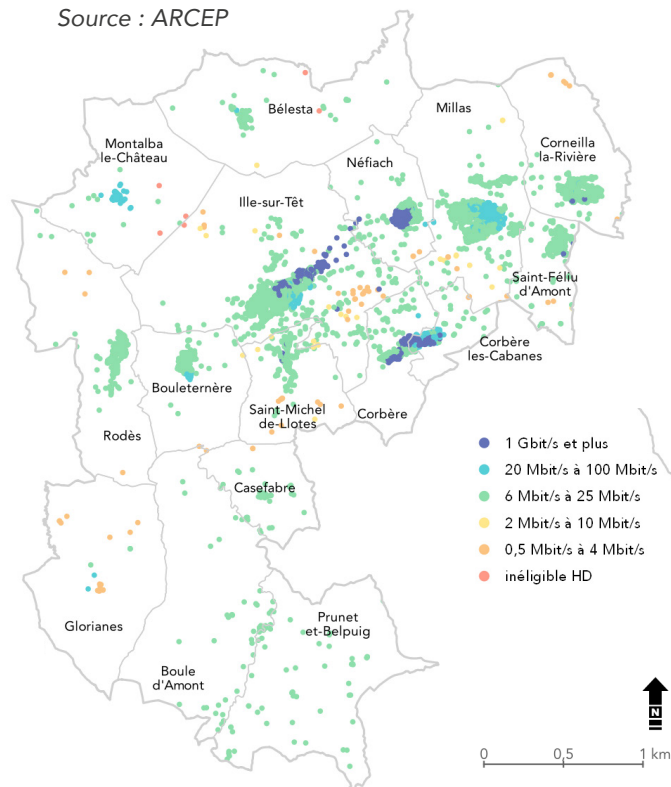 Source : ARCEP
Bélesta
Millas
Montalba
le-Château
Corneilla
la-Rivière
Néfiach
Ille-sur-Têt
Saint-Féliu
d'Amont
Corbère
les-Cabanes
Bouleternère
Saint-Michel
de-Llotes
Corbère
Rodès
1 Gbit/s et plus
20 Mbit/s à 100 Mbit/s
Casefabre
6 Mbit/s à 25 Mbit/s
2 Mbit/s à 10 Mbit/s
0,5 Mbit/s à 4 Mbit/s
inéligible HD
Glorianes
Prunet
et-Belpuig
Boule
d'Amont
N
0 0,5 1 km